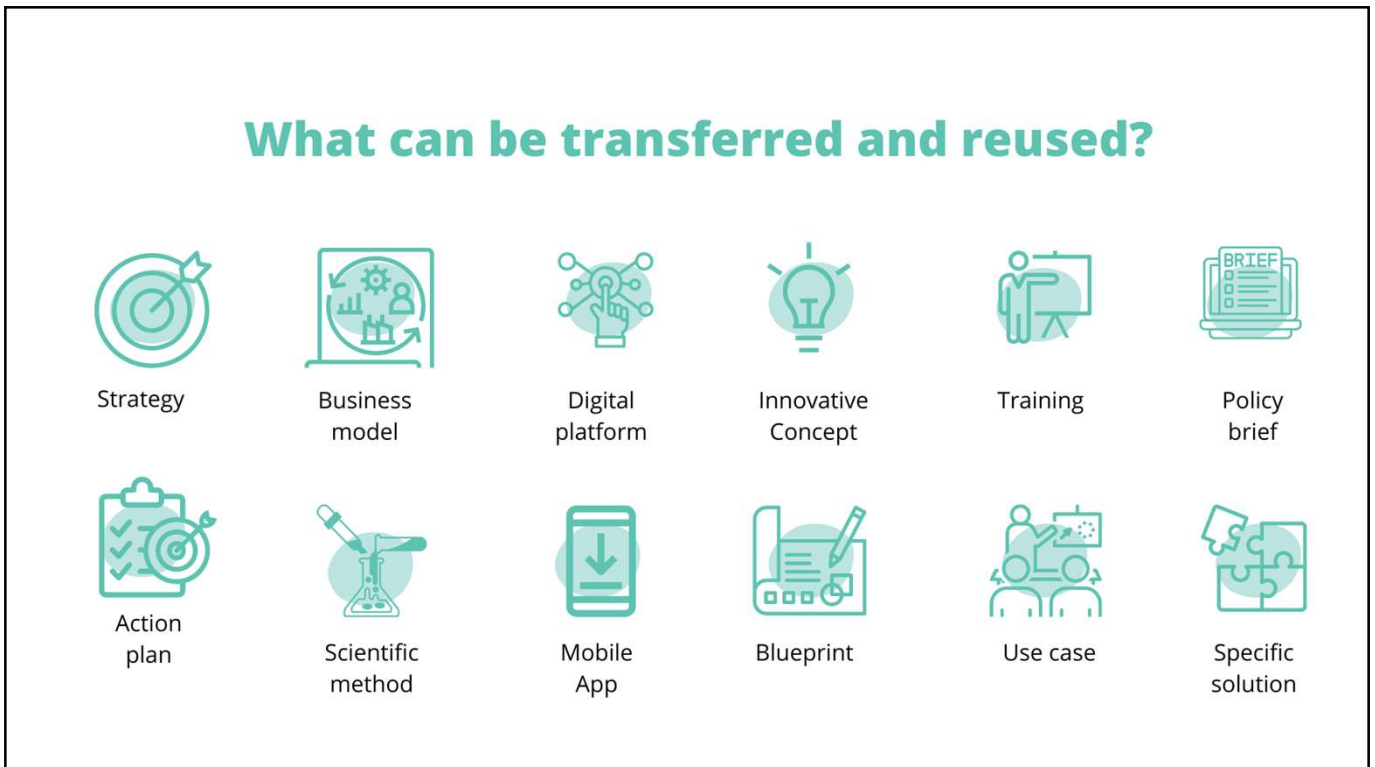 What can be transferred and reused?
BRIEF
Strategy
Business
model
Digital
platform
Innovative
Concept
Training
Policy
brief
Action
plan
Scientific
method
Mobile
App
Blueprint
Use case
Specific
solution